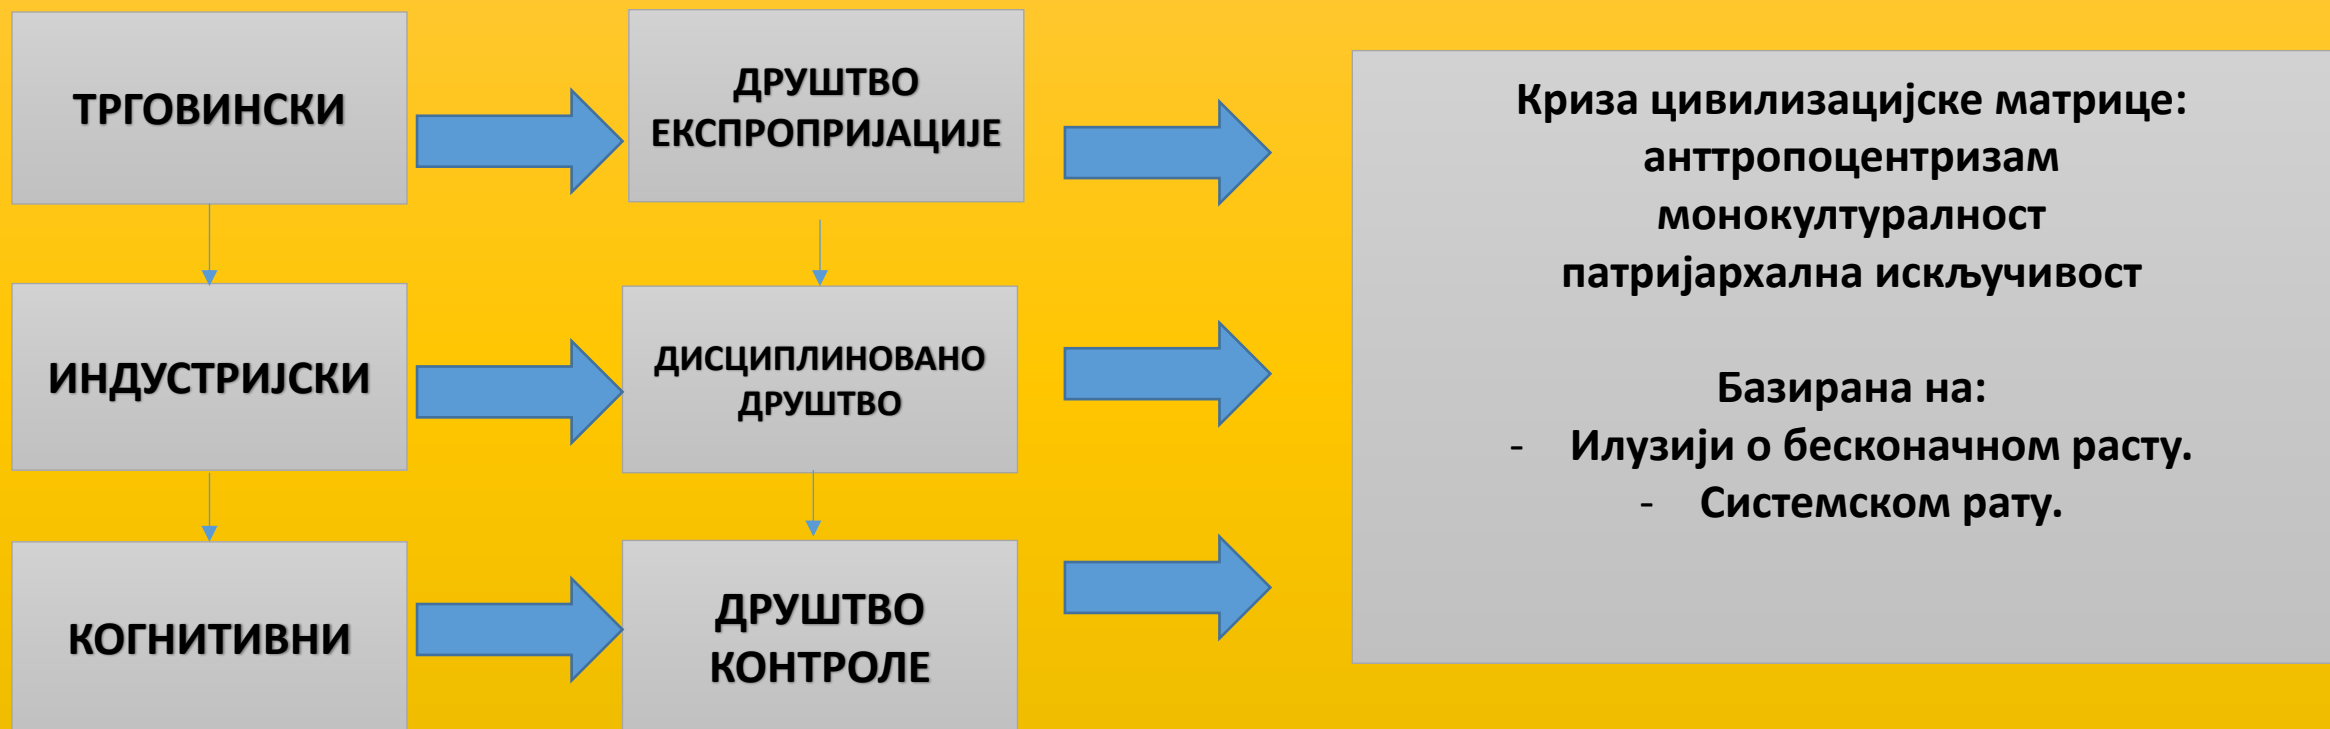 ТРГОВИНСКИ
ДРУШТВО
ЕКСПРОПРИЈАЦИЈЕ
ИНДУСТРИЈСКИ
ДИСЦИПЛИНОВАНО
ДРУШТВО
КОГНИТИВНИ
ДРУШТВО
КОНТРОЛЕ
Криза цивилизацијске матрице:
анттропоцентризам
монокултуралност
патријархална искључивост
Базирана на:
- Илузији о бесконачном расту.
- Системском рату.